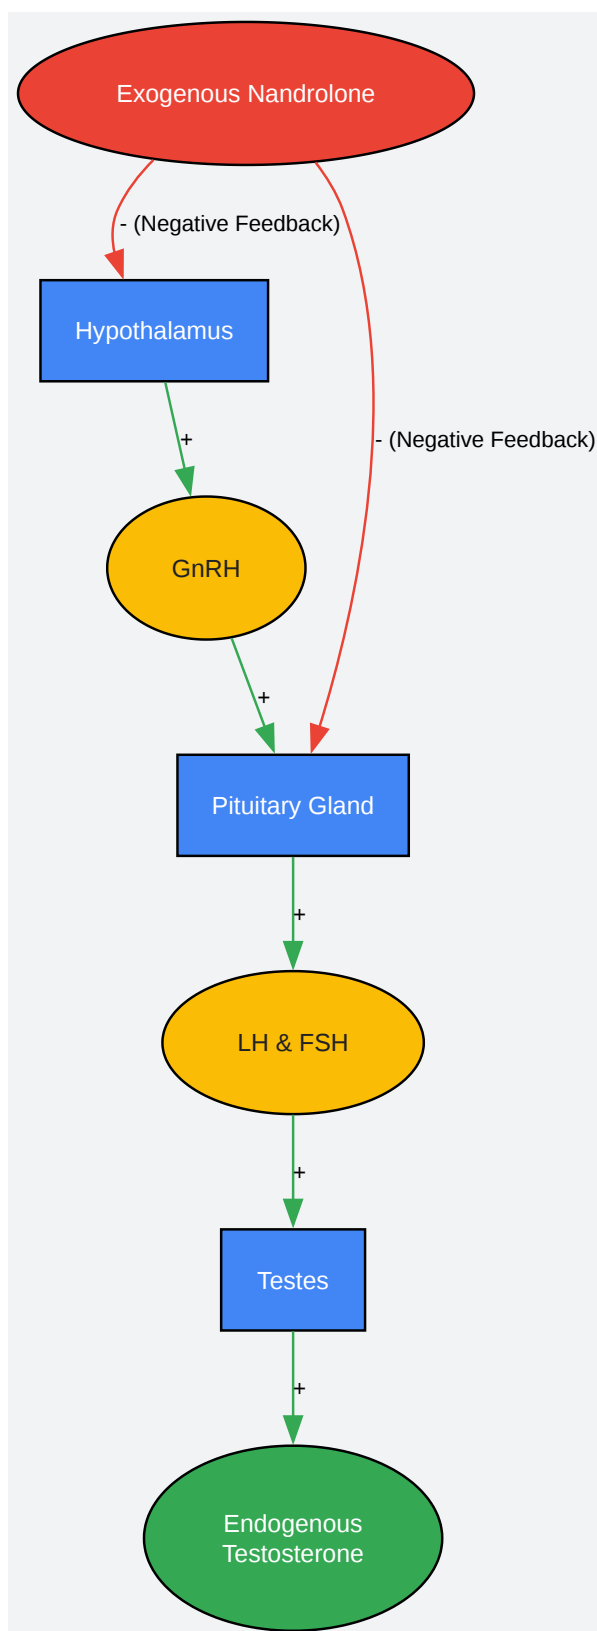 Exogenous Nandrolone
- (Negative Feedback)
Hypothalamus
- (Negative Feedback)
+
GnRH
+
Pituitary Gland
+
LH & FSH
+
Testes
+
Endogenous
Testosterone